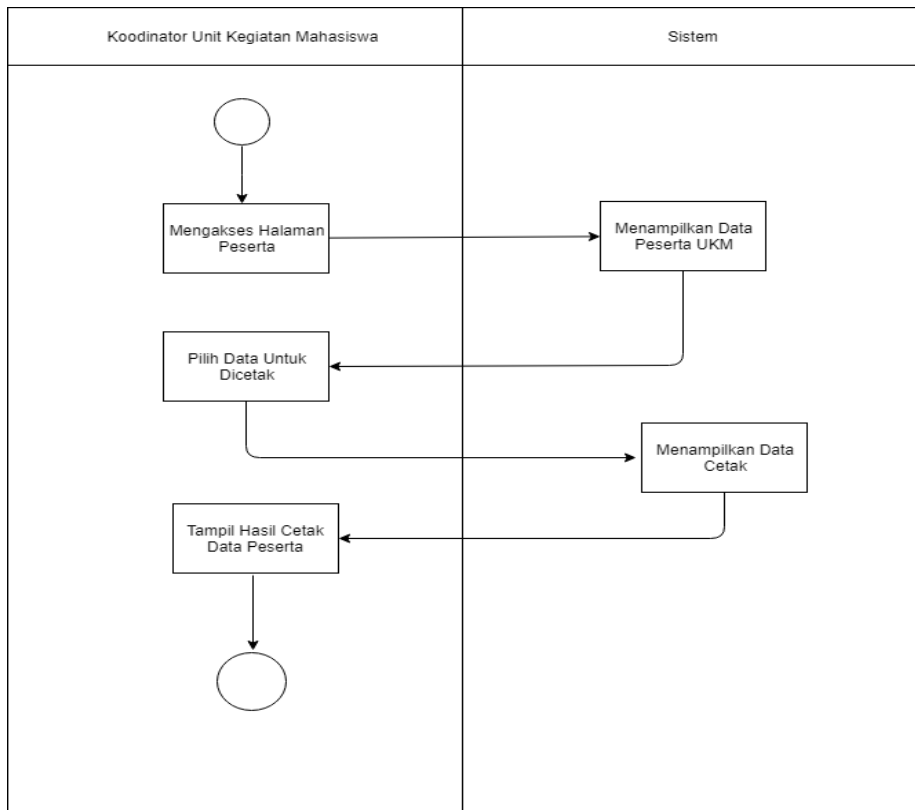 Koodinator Unit Kegiatan Mahasiswa
Sistem
Mengakses Halaman
Peserta
Menampilkan Data
Peserta UKM
Pilih Data Untuk
Dicetak
Menampilkan Data
Cetak
Tampil Hasil Cetak
Data Peserta